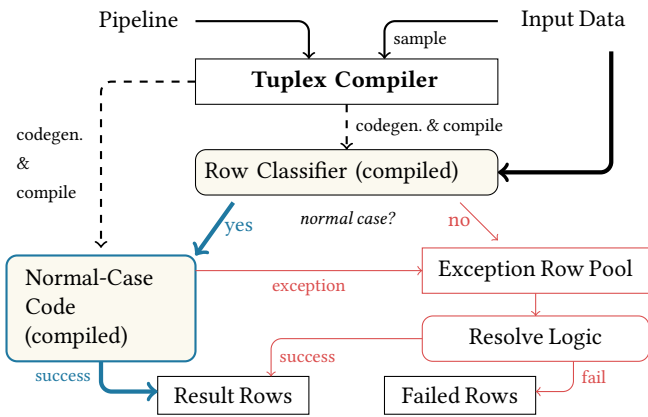 Pipeline
Input Data
sample
Tuplex Compiler
codegen.
&
compile
codegen. & compile
Row Classifier (compiled)
yes
normal case?
no
Normal-Case
Code
(compiled)
exception
Exception Row Pool
Resolve Logic
success
success
fail
Result Rows
Failed Rows